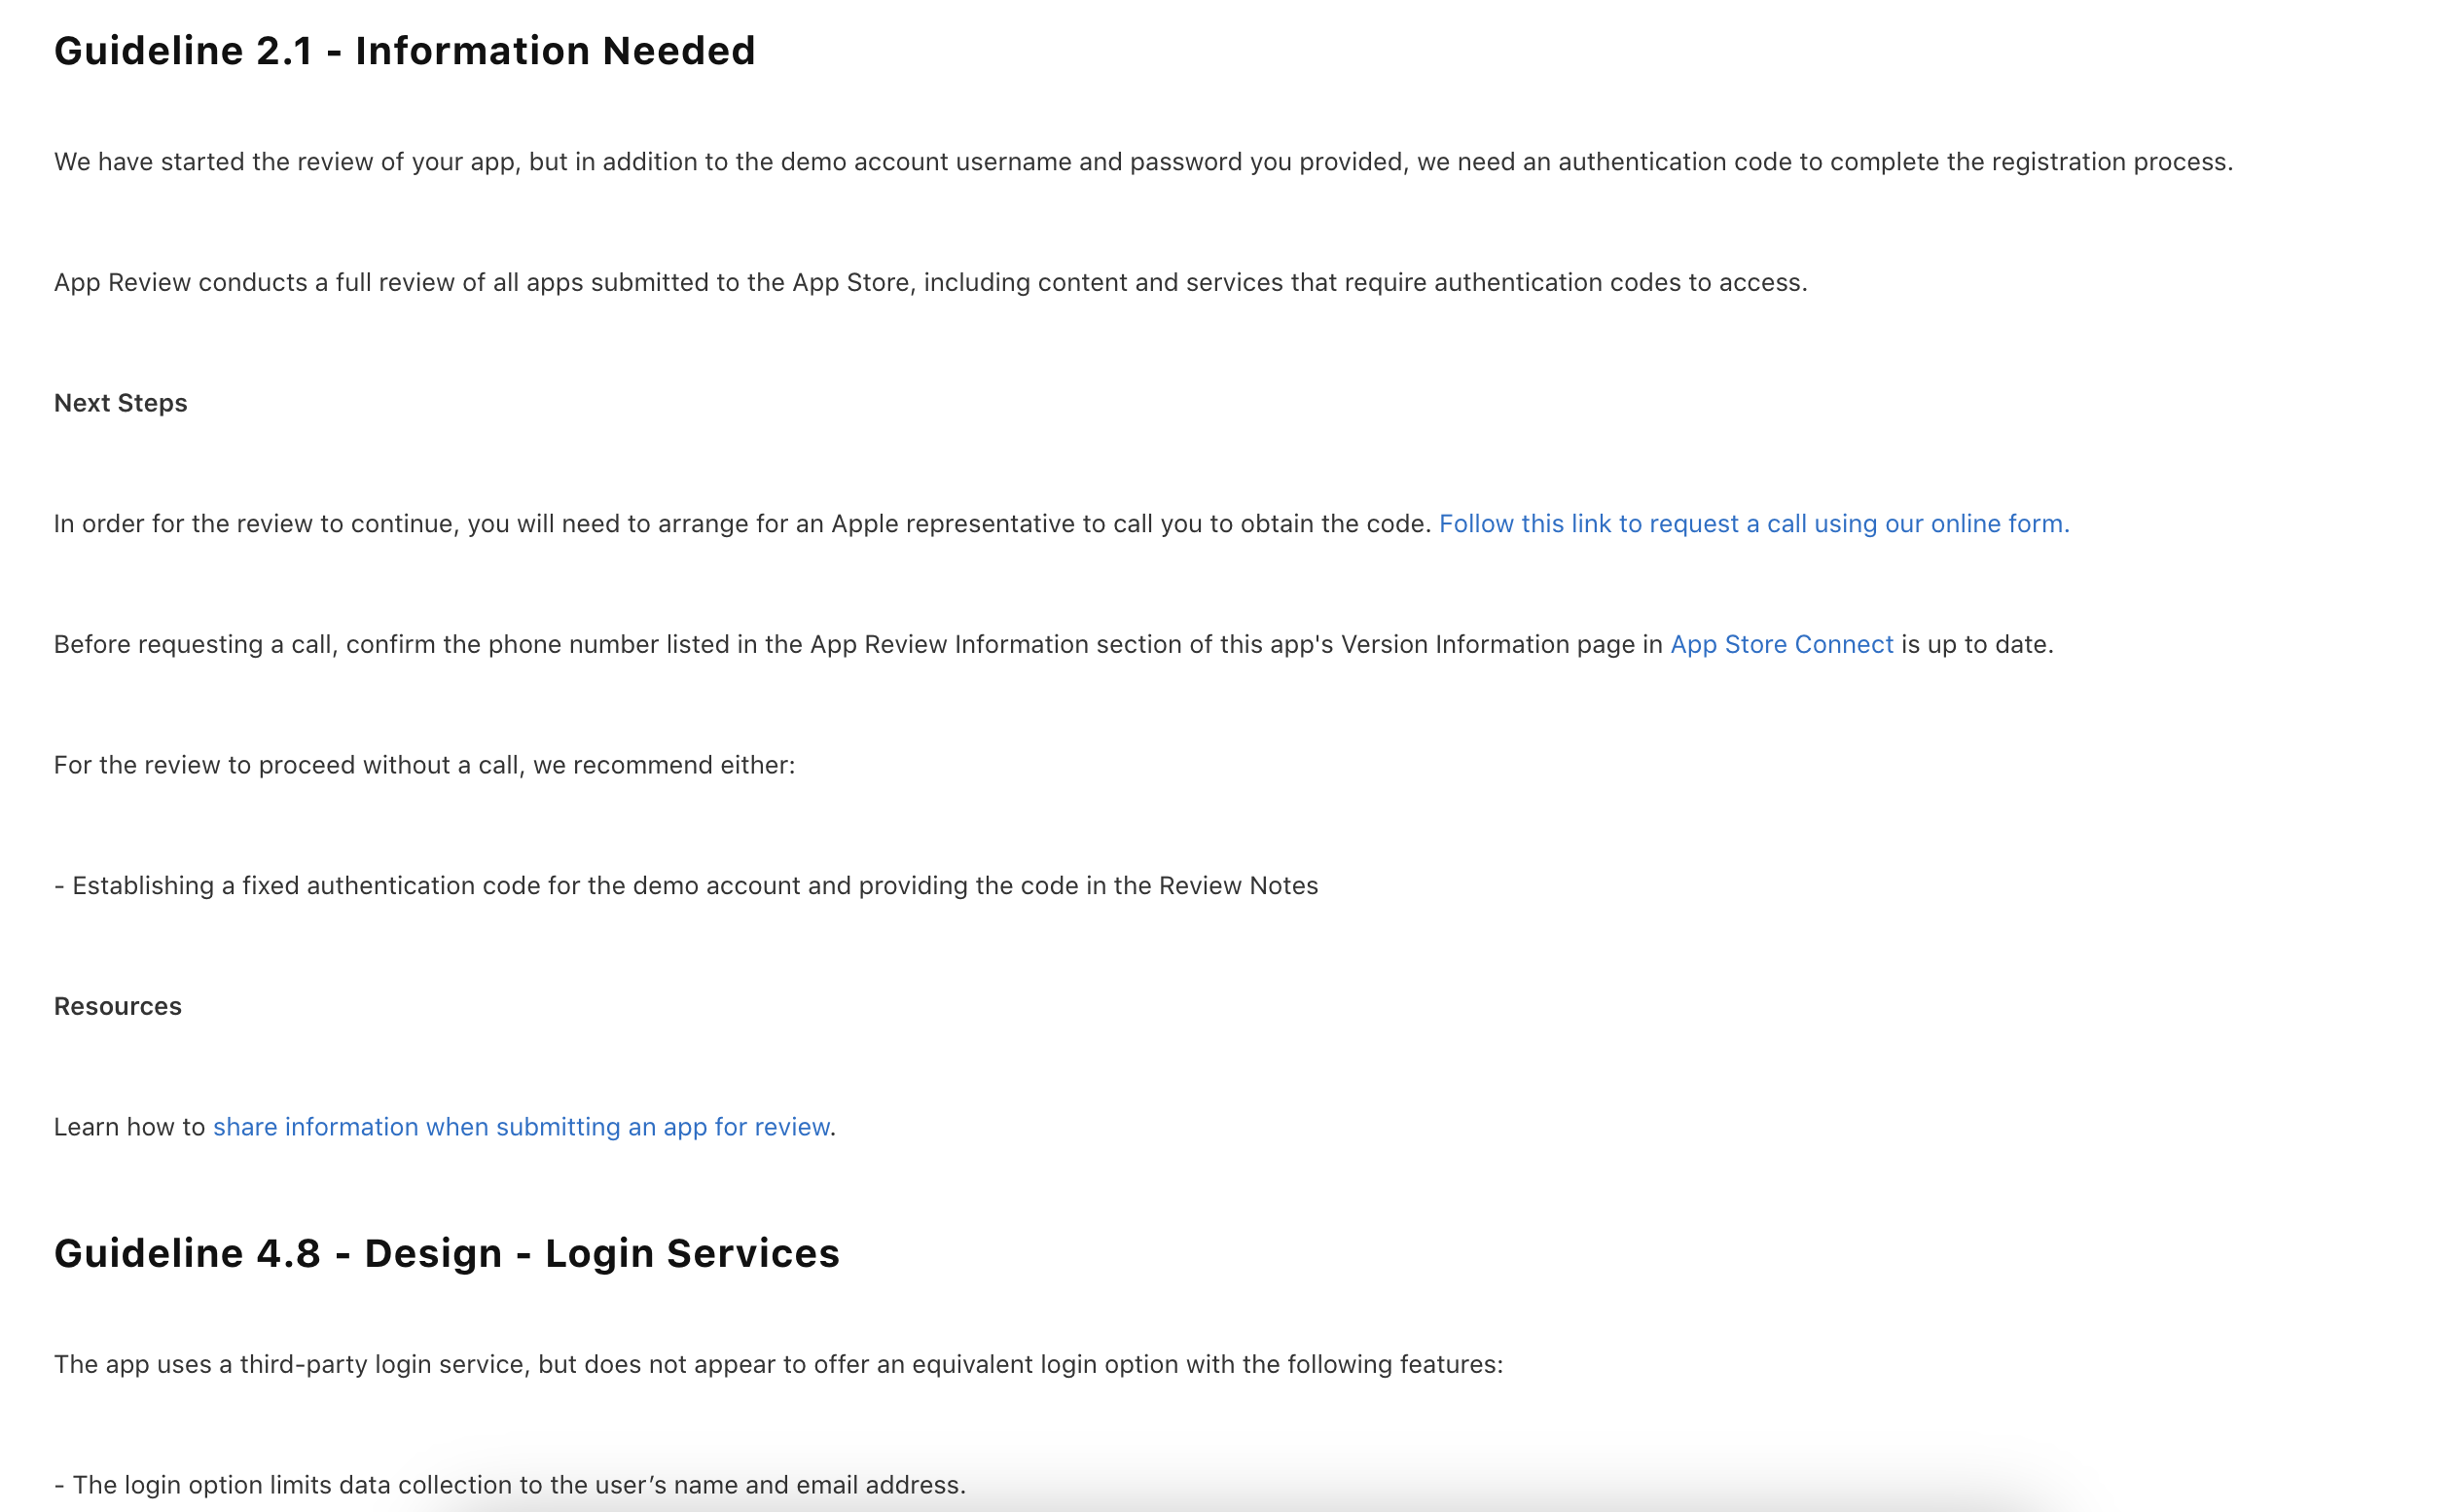 Guideline 2.1 - Information Needed
We have started the review of your app, but in addition to the demo account username and password you provided, we need an authentication code to complete the registration process.
App Review conducts a full review of all apps submitted to the App Store, including content and services that require authentication codes to access.
Next Steps
In order for the review to continue, you will need to arrange for an Apple representative to call you to obtain the code. Follow this link to request a call using our online form.
Before requesting a call, confirm the phone number listed in the App Review Information section of this app's Version Information page in App Store Connect is up to date.
For the review to proceed without a call, we recommend either:
- Establishing a fixed authentication code for the demo account and providing the code in the Review Notes
Resources
Learn how to share information when submitting an app for review.
Guideline 4.8 - Design - Login Services
The app uses a third-party login service, but does not appear to offer an equivalent login option with the following features:
- The login option limits data collection to the user’s name and email address.